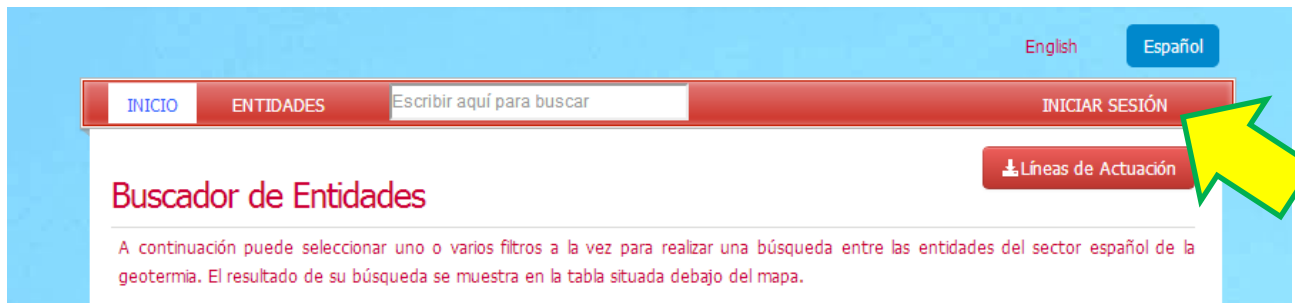 English Español
INICIO ENTIDADES Escribir aquí para buscar INICIAR SESIÓN
Líneas de Actuación
Buscador de Entidades
A continuación puede seleccionar uno o varios filtros a la vez para realizar una búsqueda entre las entidades del sector español de la
geotermia. El resultado de su búsqueda se muestra en la tabla situada debajo del mapa.